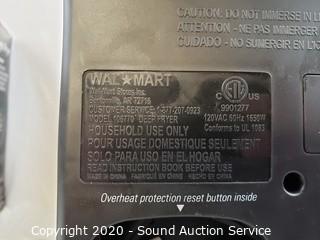 CAUTION: DO NOT IMMERSE IN
ATTENTION - NE PAS IMMERGER
CUIDADO - NO SUMERGIR EN LIQ
WAL★MART
Wal-Mart Stores Inc.
Bentonville, AR 72716
CUSTOMER SERVICE: 1-877-207-0923
MODEL 106770 DEEP FRYER
HOUSEHOLD USE ONLY
POUR USAGE DOMESTIQUE SEULEMENT
SOLO PARA USO EN EL HOGAR
READ INSTRUCTION BOOK BEFORE USE
MADE IN CHINA FABRIQUÉ EN CHINE HECHO EN CHINA
C US
9901277
120VAC 60Hz 1650W
Conforms to UL 1083
Overheat protection reset button inside
Copyright © 2020 - Sound Auction Service